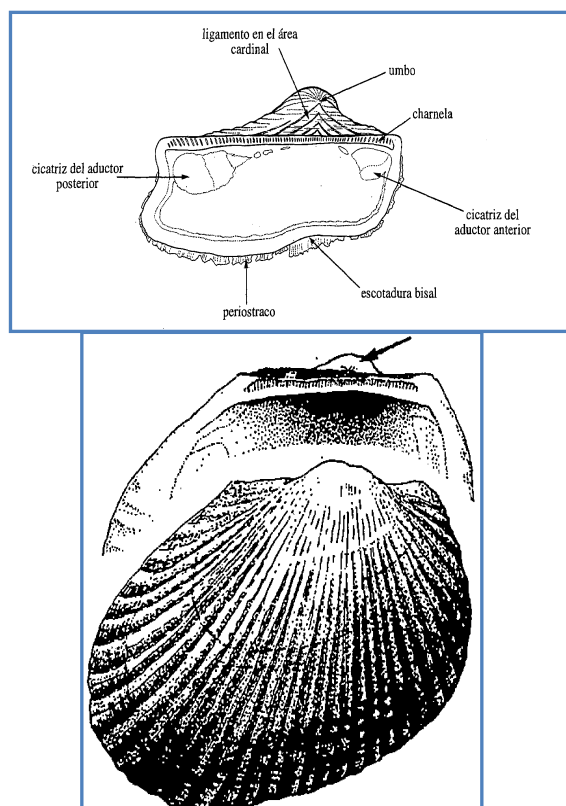 ligamento en el área
cardinal
umbo
charnela
cicatriz del aductor
posterior
cicatriz del
aductor anterior
escotadura bisal
periostraco